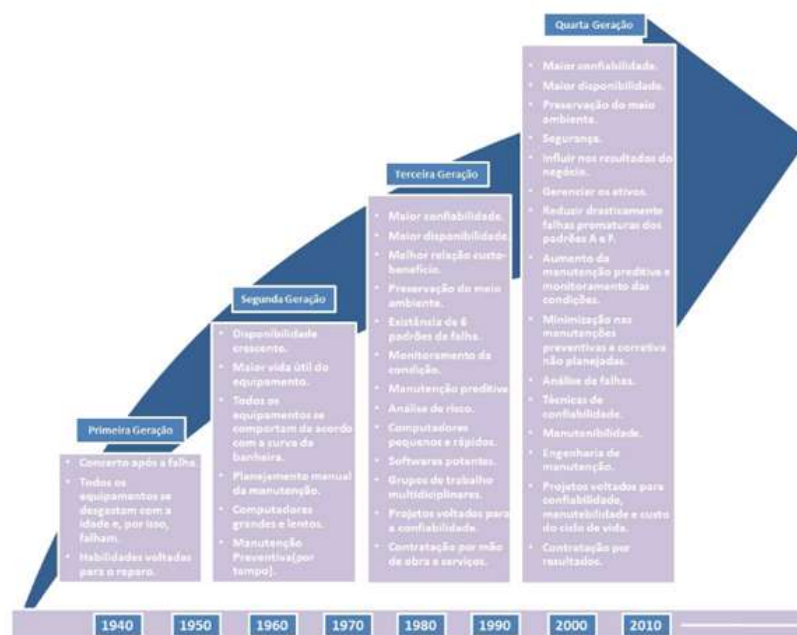 Quarta Geração
• Maior confiabilidade.
• Maior disponibilidade.
• Preservação do meio
ambiente.
• Segurança.
• Influir nos resultados do
negócio.
• Gerenciar os ativos.
• Reduzir drasticamente
falhas prematuras dos
padrões A e F.
• Aumento da
manutenção preditiva e
monitoramento das
condições.
• Minimização nas
manutenções
preventivas e corretiva
não planejadas.
• Análise de falhas.
• Técnicas de
confiabilidade.
• Manutenibilidade.
• Engenharia de
manutenção.
• Projetos voltados para
confiabilidade,
manutebilidade e custo
do ciclo de vida.
• Contratação por
resultados.
Terceira Geração
• Maior confiabilidade.
• Maior disponibilidade.
• Melhor relação custo-
benefício.
• Preservação do meio
ambiente.
• Existência de 6
padrões de falha.
• Monitoramento da
condição.
• Manutenção preditiva
• Análise de risco.
• Computadores
pequenos e rápidos.
• Softwares potentes.
• Grupos de trabalho
multidiciplinares.
• Projetos voltados para
a confiabilidade.
• Contratação por mão
de obra e serviços.
Segunda Geração
• Disponibilidade
crescente.
• Maior vida útil do
equipamento.
• Todos os
equipamentos se
comportam de acordo
com a curva da
banheira.
• Planejamento manual
da manutenção.
• Computadores
grandes e lentos.
• Manutenção
Preventiva(por
tempo).
Primeira Geração
• Concerto após a falha.
• Todos os
equipamentos se
desgastam com a
idade e, por isso,
falham.
• Habilidades voltadas
para o reparo.
1940 1950 1960 1970 1980 1990 2000 2010